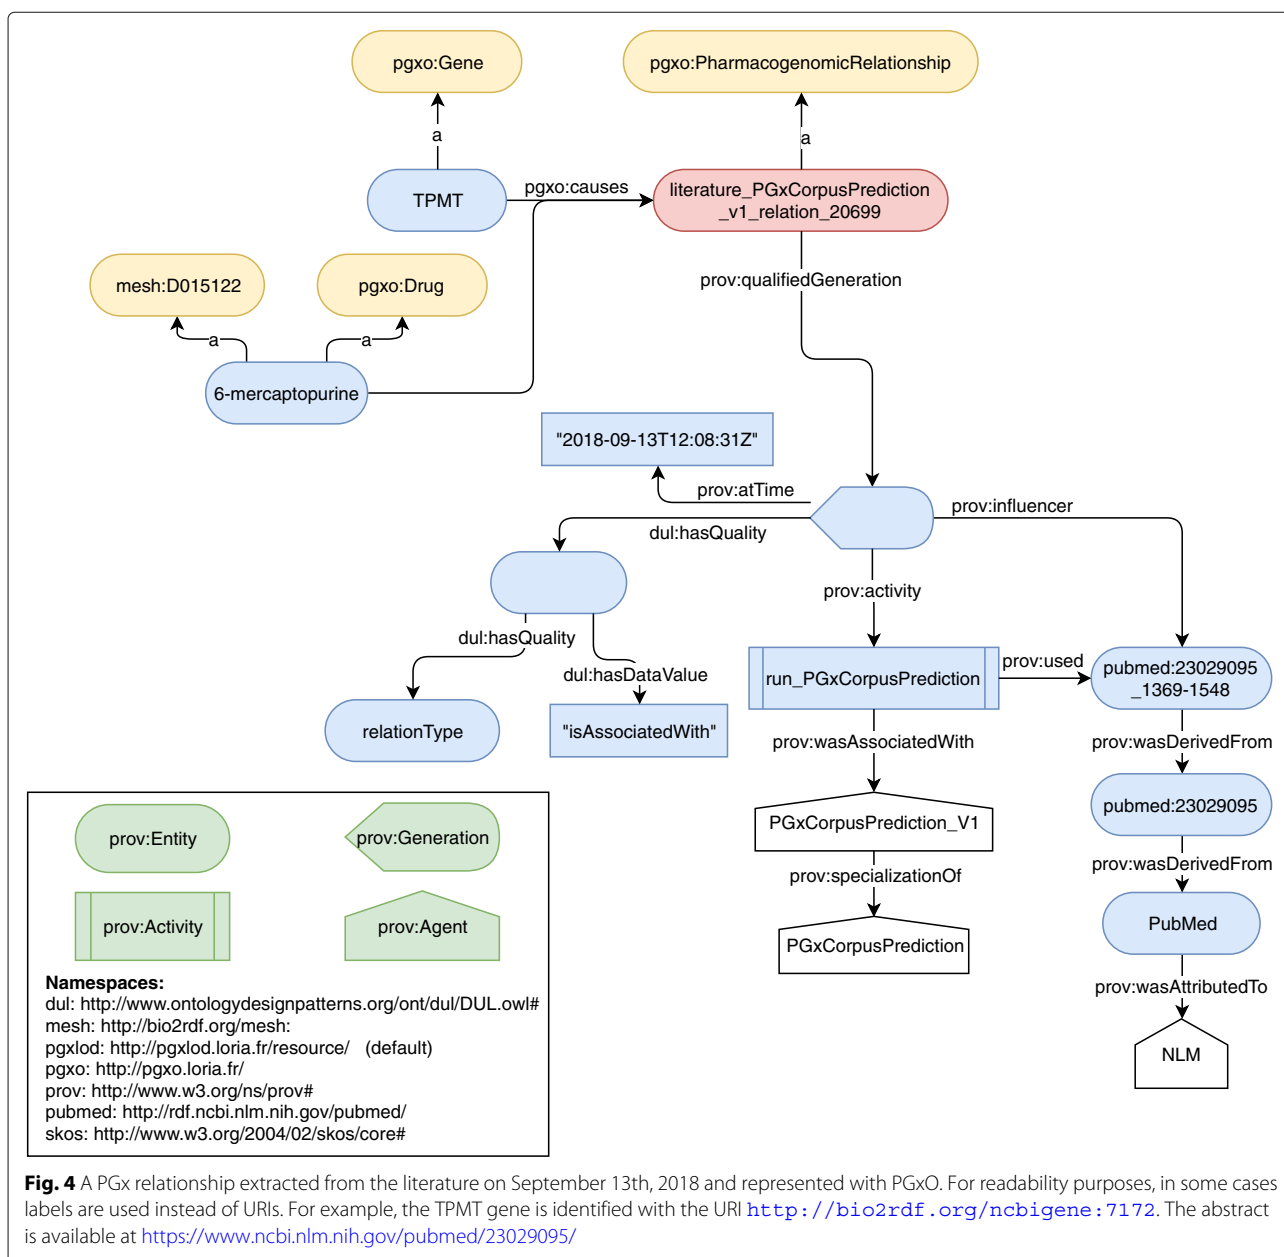 pgxo:Gene
pgxo:PharmacogenomicRelationship
a
a
TPMT
pgxo:causes
literature_PGxCorpusPrediction
_v1_relation_20699
mesh:D015122
pgxo:Drug
prov:qualifiedGeneration
a
a
6-mercaptopurine
"2018-09-13T12:08:31Z"
prov:atTime
prov:influencer
dul:hasQuality
prov:activity
dul:hasQuality
dul:hasDataValue
run_PGxCorpusPrediction
prov:used
pubmed:23029095
_1369-1548
relationType
"isAssociatedWith"
prov:wasAssociatedWith
prov:wasDerivedFrom
PGxCorpusPrediction_V1
pubmed:23029095
prov:specializationOf
prov:wasDerivedFrom
PGxCorpusPrediction
PubMed
prov:wasAttributedTo
NLM
prov:Entity
prov:Generation
prov:Activity
prov:Agent
Namespaces:
dul: http://www.ontologydesignpatterns.org/ont/dul/DUL.owl#
mesh: http://bio2rdf.org/mesh:
pgxlod: http://pgxlod.loria.fr/resource/ (default)
pgxo: http://pgxo.loria.fr/
prov: http://www.w3.org/ns/prov#
pubmed: http://rdf.ncbi.nlm.nih.gov/pubmed/
skos: http://www.w3.org/2004/02/skos/core#
Fig. 4 A PGx relationship extracted from the literature on September 13th, 2018 and represented with PGxO. For readability purposes, in some cases
labels are used instead of URIs. For example, the TPMT gene is identified with the URI http://bio2rdf.org/ncbigene:7172. The abstract
is available at https://www.ncbi.nlm.nih.gov/pubmed/23029095/